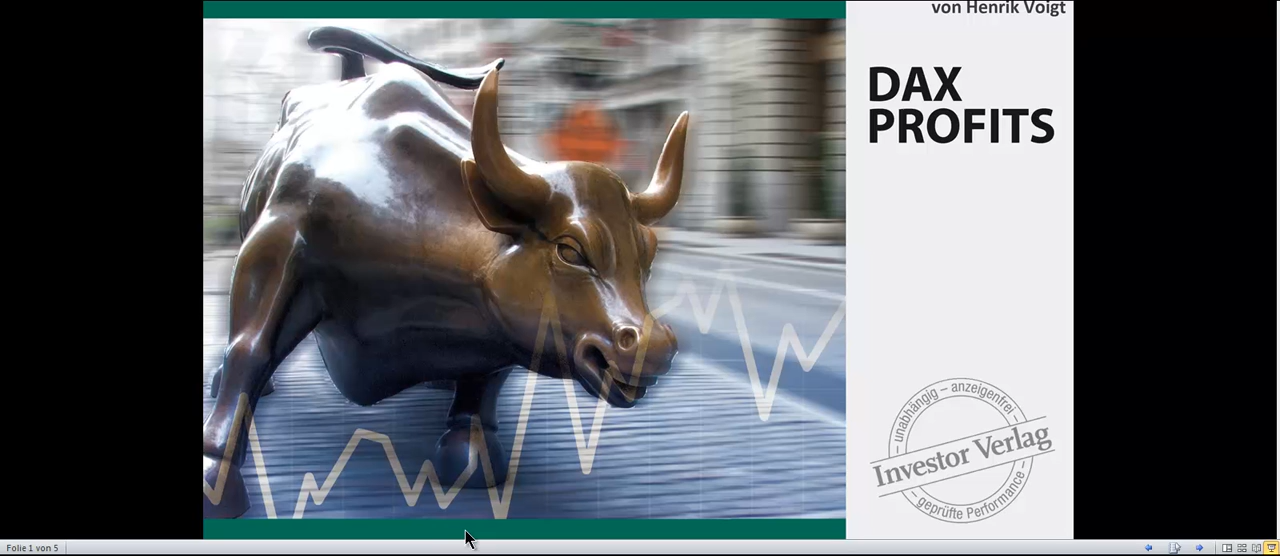 von Henrik Voigt
DAX
PROFITS
unabhängig – anzeigenfrei
Investor Verlag
– geprüfte Performance –
Folie 1 von 5